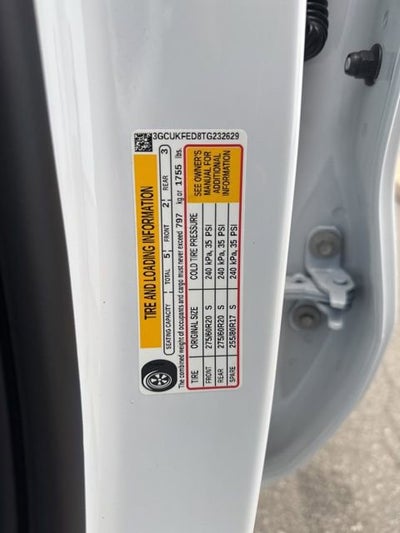 3GCUKFED8TG232629
TIRE AND LOADING INFORMATION
SEATING CAPACITY TOTAL 5 FRONT 2 REAR 3
The combined weight of occupants and cargo must never exceed 797 kg or 1755 lbs.
TIRE ORIGINAL SIZE COLD TIRE PRESSURE
FRONT 275/60R20 S 240 kPa, 35 PSI
REAR 275/60R20 S 240 kPa, 35 PSI
SPARE 255/80R17 S 240 kPa, 35 PSI
SEE OWNER'S
MANUAL FOR
ADDITIONAL
INFORMATION